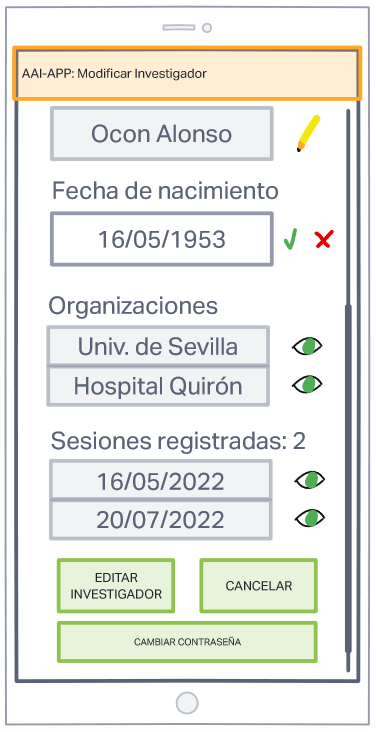 AAI-APP: Modificar Investigador
Ocon Alonso
Fecha de nacimiento
16/05/1953
Organizaciones
Univ. de Sevilla
Hospital Quirón
Sesiones registradas: 2
16/05/2022
20/07/2022
EDITAR
INVESTIGADOR
CANCELAR
CAMBIAR CONTRASEÑA